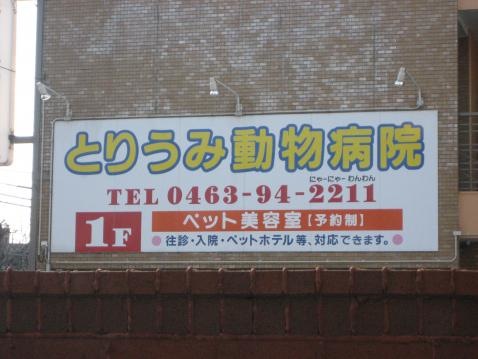 とりうみ動物病院
にゃーにゃー わんわん
TEL 0463-94-2211
1F
ペット美容室【予約制】
●往診・入院・ペットホテル等、対応できます。●